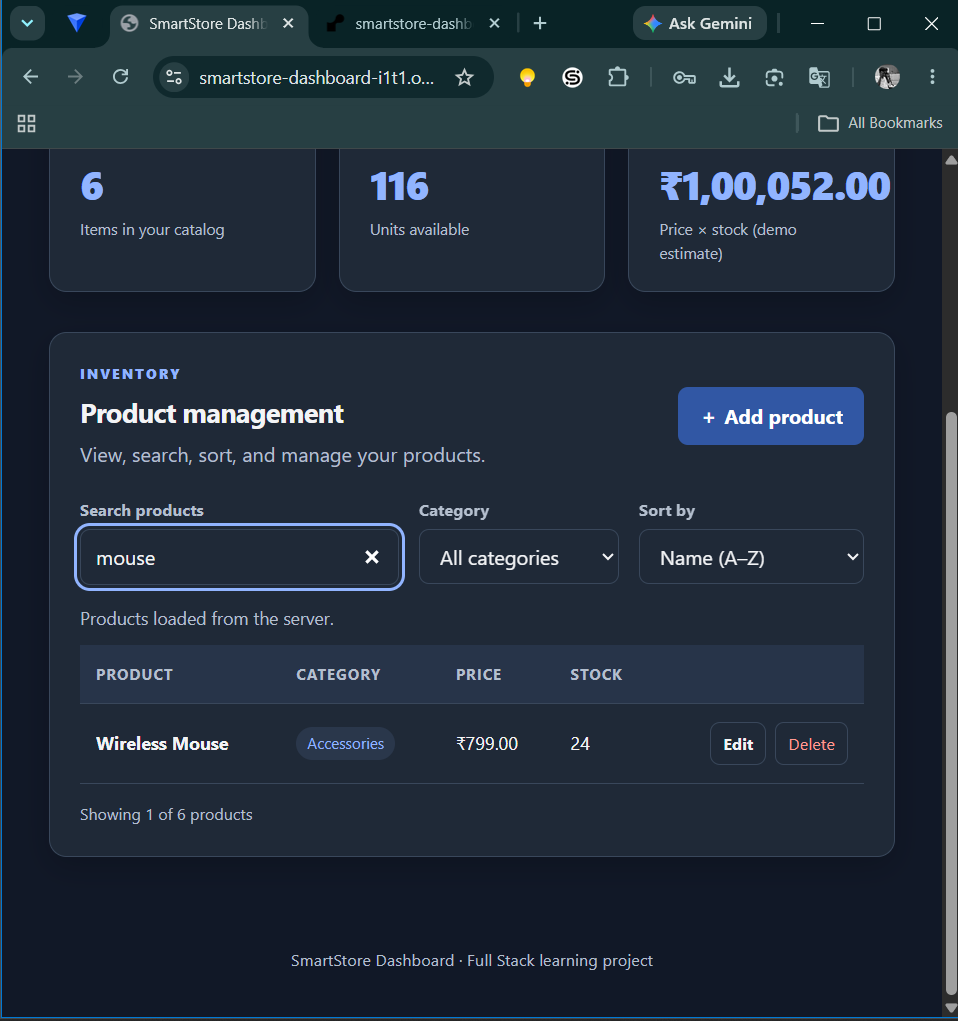 SmartStore Dashb
smartstore-dashb
Ask Gemini
smartstore-dashboard-i1t1.o...
All Bookmarks
6
Items in your catalog
116
Units available
₹1,00,052.00
Price × stock (demo
estimate)
INVENTORY
Product management
View, search, sort, and manage your products.
+ Add product
Search products
Category
Sort by
mouse
All categories
Name (A–Z)
Products loaded from the server.
PRODUCT CATEGORY PRICE STOCK
Wireless Mouse Accessories ₹799.00 24 Edit Delete
Showing 1 of 6 products
SmartStore Dashboard · Full Stack learning project